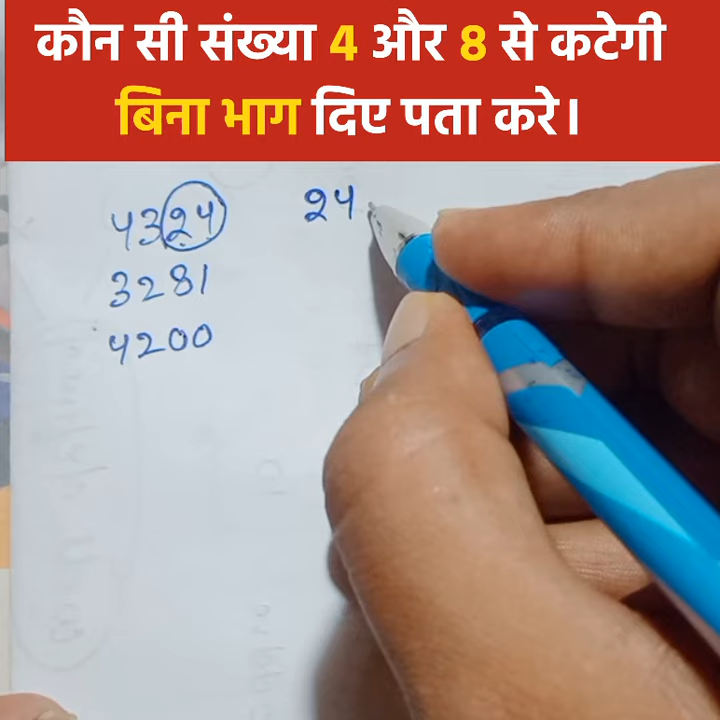 कौन सी संख्या 4 और 8 से कटेगी
बिना भाग दिए पता करे।
4324 24
3281
4200